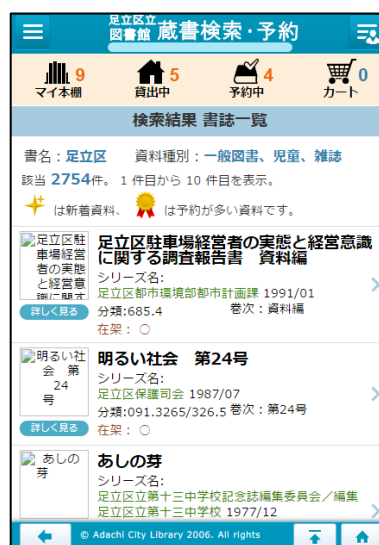 足立区立
図書館 蔵書検索・予約
9 5 4 0
マイ本棚 貸出中 予約中 カート
検索結果 書誌一覧
書名：足立区 資料種別：一般図書、児童、雑誌
該当 2754件。 1 件目から 10 件目を表示。
は新着資料、 は予約が多い資料です。
足立区駐
車場経営
者の実態
と経営意
識に関す
詳しく見る
足立区駐車場経営者の実態と経営意識
に関する調査報告書 資料編
シリーズ名:
足立区都市環境部都市計画課 1991/01
分類:685.4 巻次：資料編
在架： ○
明るい社
会 第
24
号
詳しく見る
明るい社会 第24号
シリーズ名:
足立区保護司会 1987/07
分類:091.3265/326.5 巻次：第24号
在架： ○
あしの
芽
あしの芽
シリーズ名:
足立区立第十三中学校記念誌編集委員会／編集
足立区立第十三中学校 1977/12
© Adachi City Library 2006. All rights